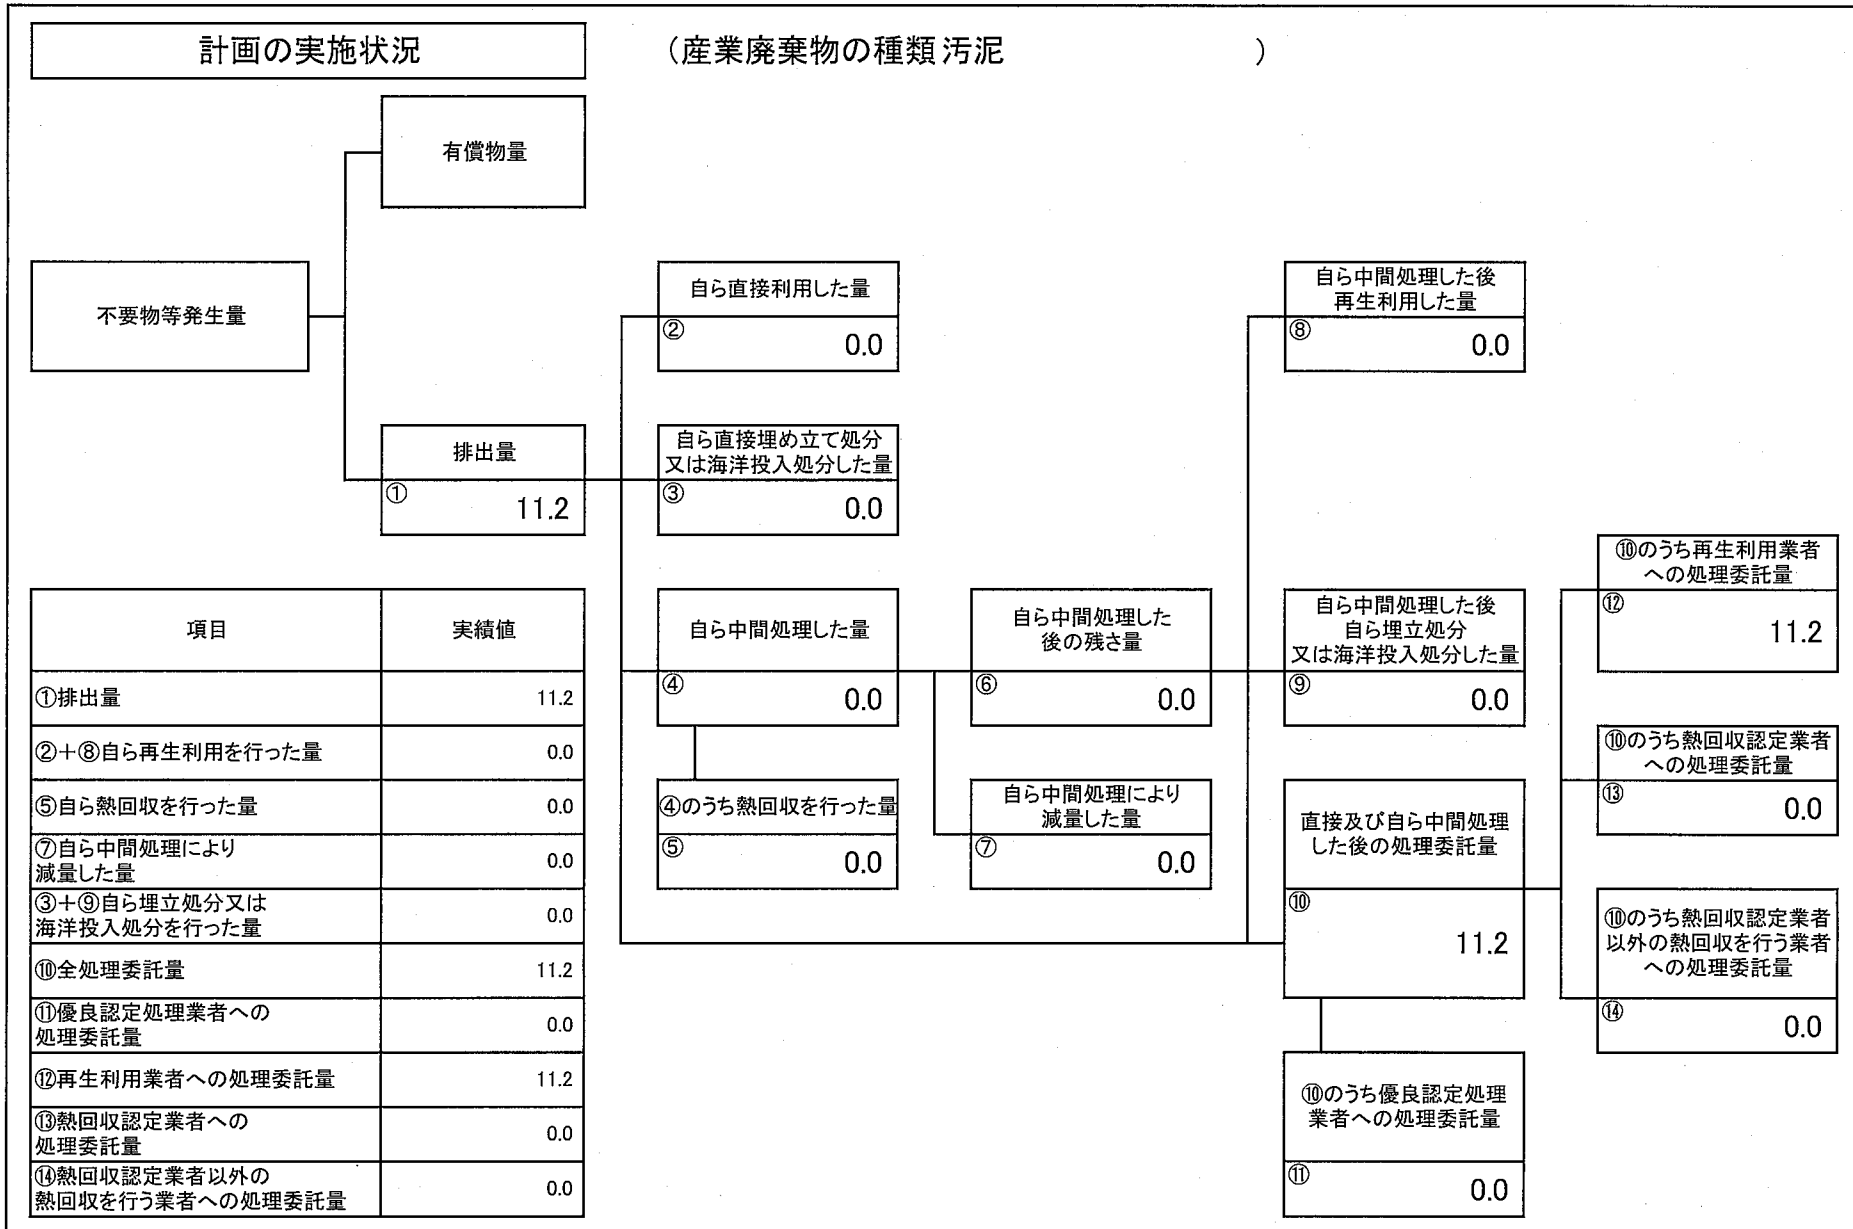 計画の実施状況
（産業廃棄物の種類 汚泥　　　）
有償物量
不要物等発生量
自ら直接利用した量
② 0.0
自ら中間処理した後
再生利用した量
⑧ 0.0
排出量
① 11.2
自ら直接埋め立て処分
又は海洋投入処分した量
③ 0.0
⑩のうち再生利用業者
への処理委託量
⑫ 11.2
自ら中間処理した量
④ 0.0
自ら中間処理した
後の残さ量
⑥ 0.0
自ら中間処理した後
自ら埋立処分
又は海洋投入処分した量
⑨ 0.0
⑩のうち熱回収認定業者
への処理委託量
⑬ 0.0
④のうち熱回収を行った量
⑤ 0.0
自ら中間処理により
減量した量
⑦ 0.0
直接及び自ら中間処理
した後の処理委託量
⑩ 11.2
⑩のうち熱回収認定業者
以外の熱回収を行う業者
への処理委託量
⑭ 0.0
⑩のうち優良認定処理
業者への処理委託量
⑪ 0.0
項目 実績値
①排出量 11.2
②＋⑧自ら再生利用を行った量 0.0
⑤自ら熱回収を行った量 0.0
⑦自ら中間処理により
減量した量 0.0
③＋⑨自ら埋立処分又は
海洋投入処分を行った量 0.0
⑩全処理委託量 11.2
⑪優良認定処理業者への
処理委託量 0.0
⑫再生利用業者への処理委託量 11.2
⑬熱回収認定業者への
処理委託量 0.0
⑭熱回収認定業者以外の
熱回収を行う業者への処理委託量 0.0